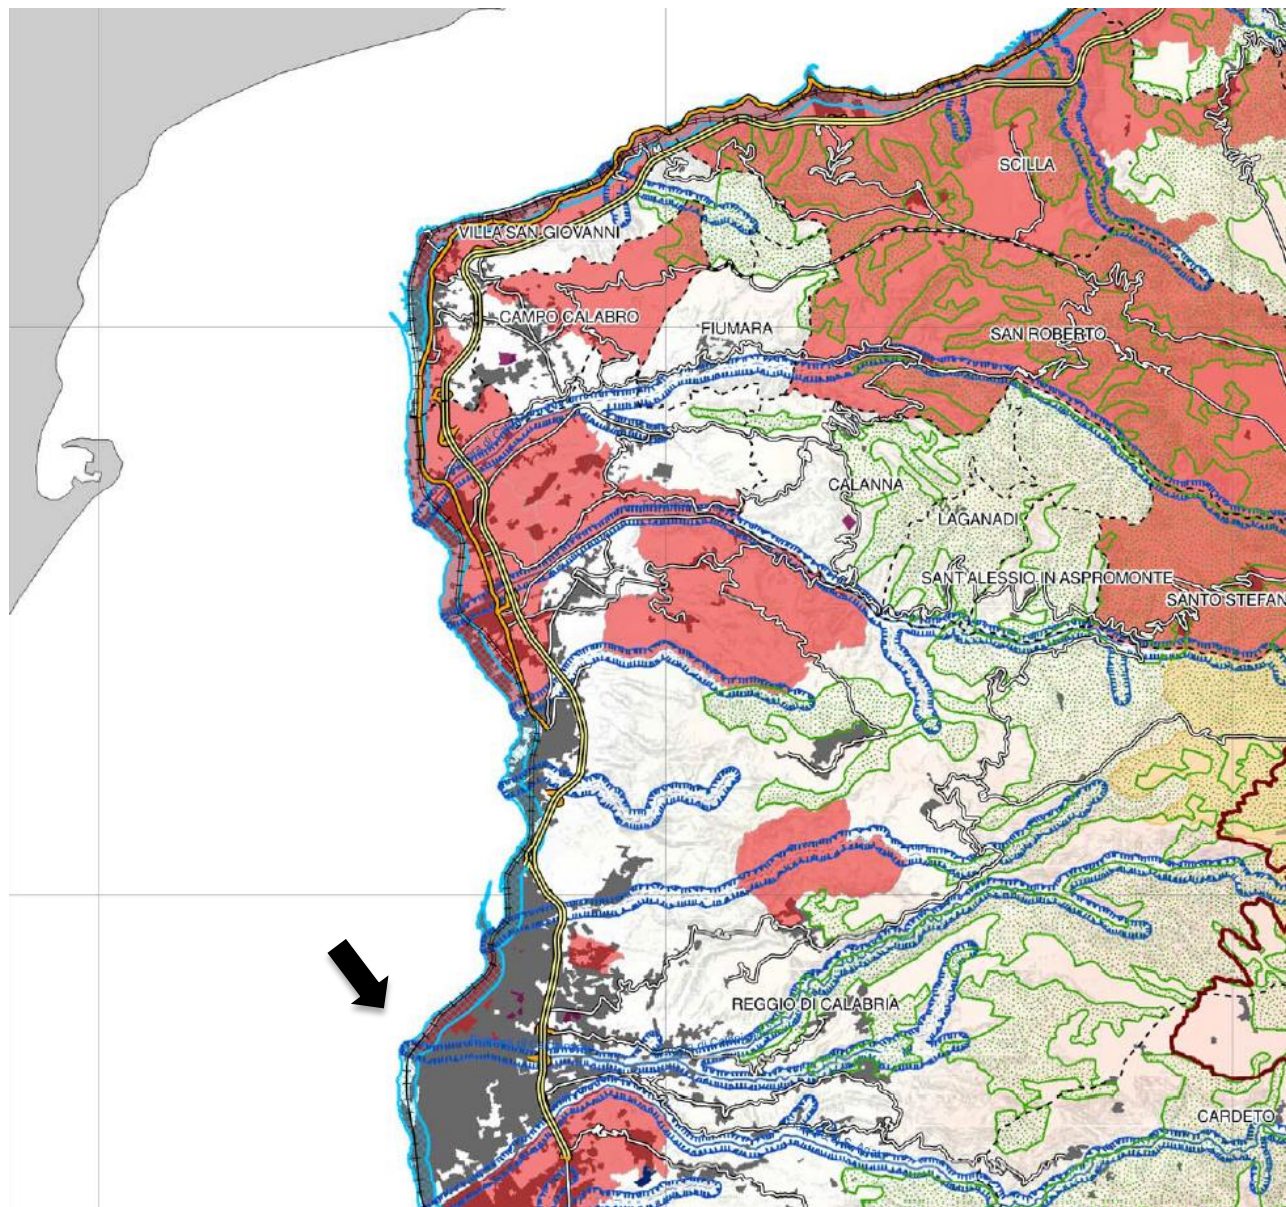 SCILLA
VILLA SAN GIOVANNI
CAMPO CALABRO
FIUMARA
SAN ROBERTO
CALANNA
LAGANADI
SANT'ALESSIO IN ASPROMONTE
SANTO STEFAN
REGGIO DI CALABRIA
CARDETO